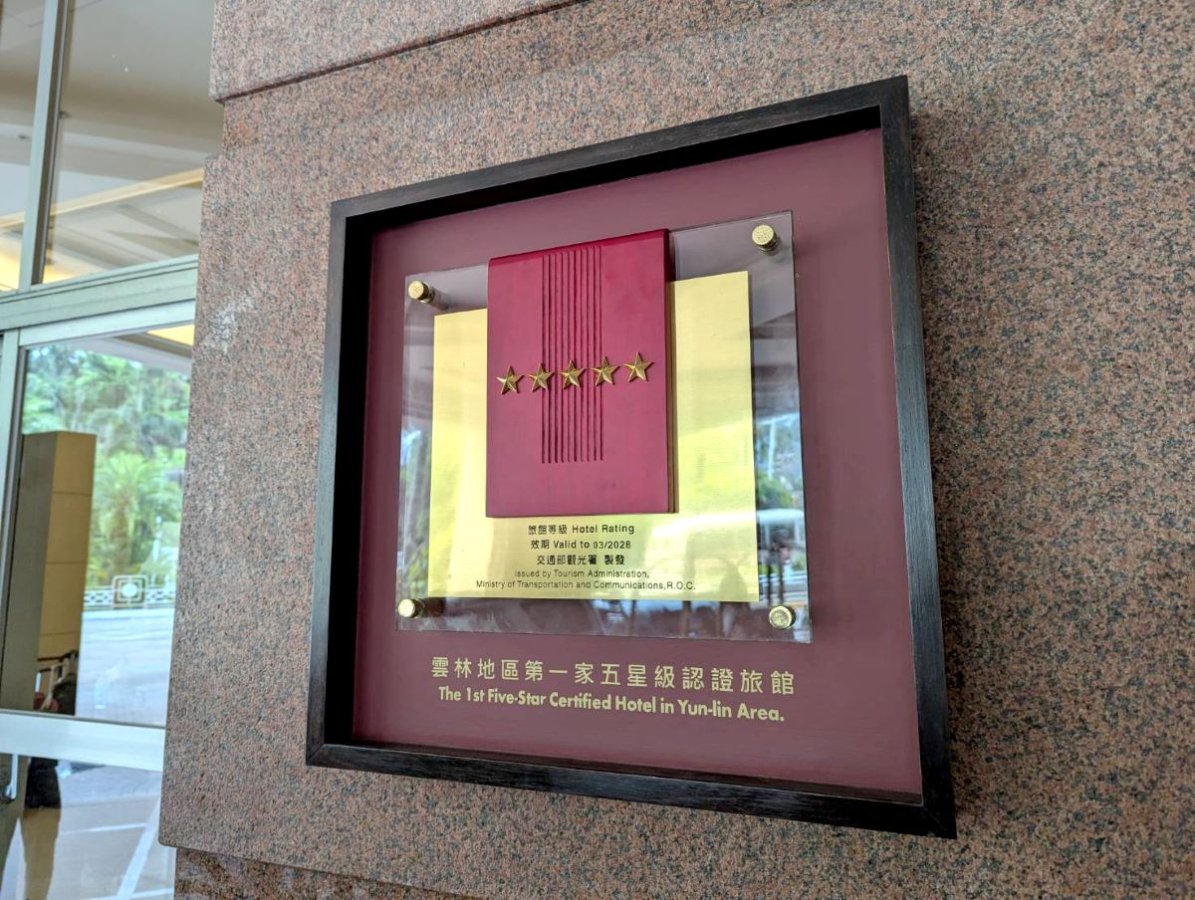 旅館等級 Hotel Rating
效期 Valid to 03/2028
交通部觀光署 製發
Issued by Tourism Administration,
Ministry of Transportation and Communications,R.O.C.
雲林地區第一家五星級認證旅館
The 1st Five-Star Certified Hotel in Yun-lin Area.